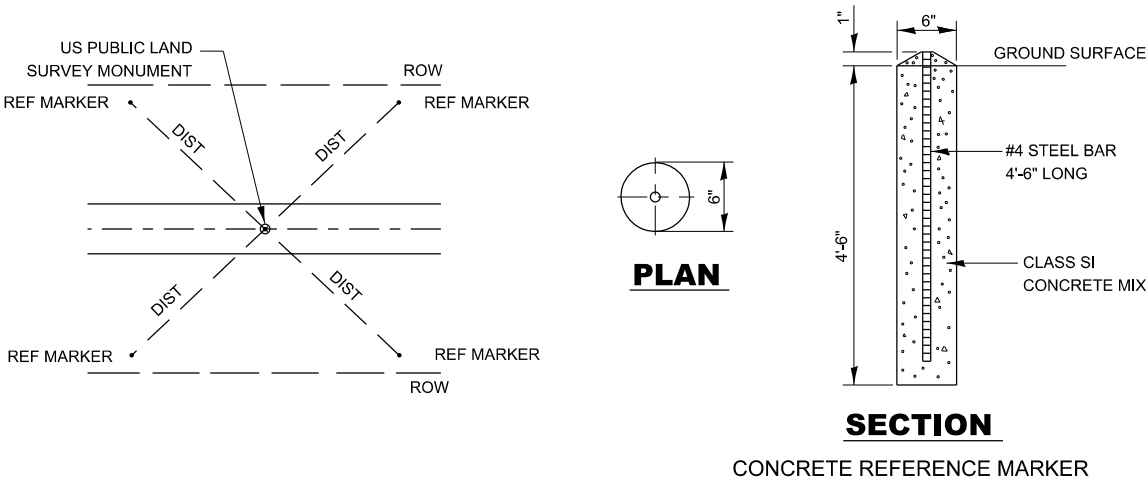 US PUBLIC LAND
SURVEY MONUMENT
ROW
REF MARKER
REF MARKER
DIST
DIST
DIST
DIST
REF MARKER
REF MARKER
ROW
6"
PLAN
1"
6"
GROUND SURFACE
#4 STEEL BAR
4'-6" LONG
4'-6"
CLASS SI
CONCRETE MIX
SECTION
CONCRETE REFERENCE MARKER